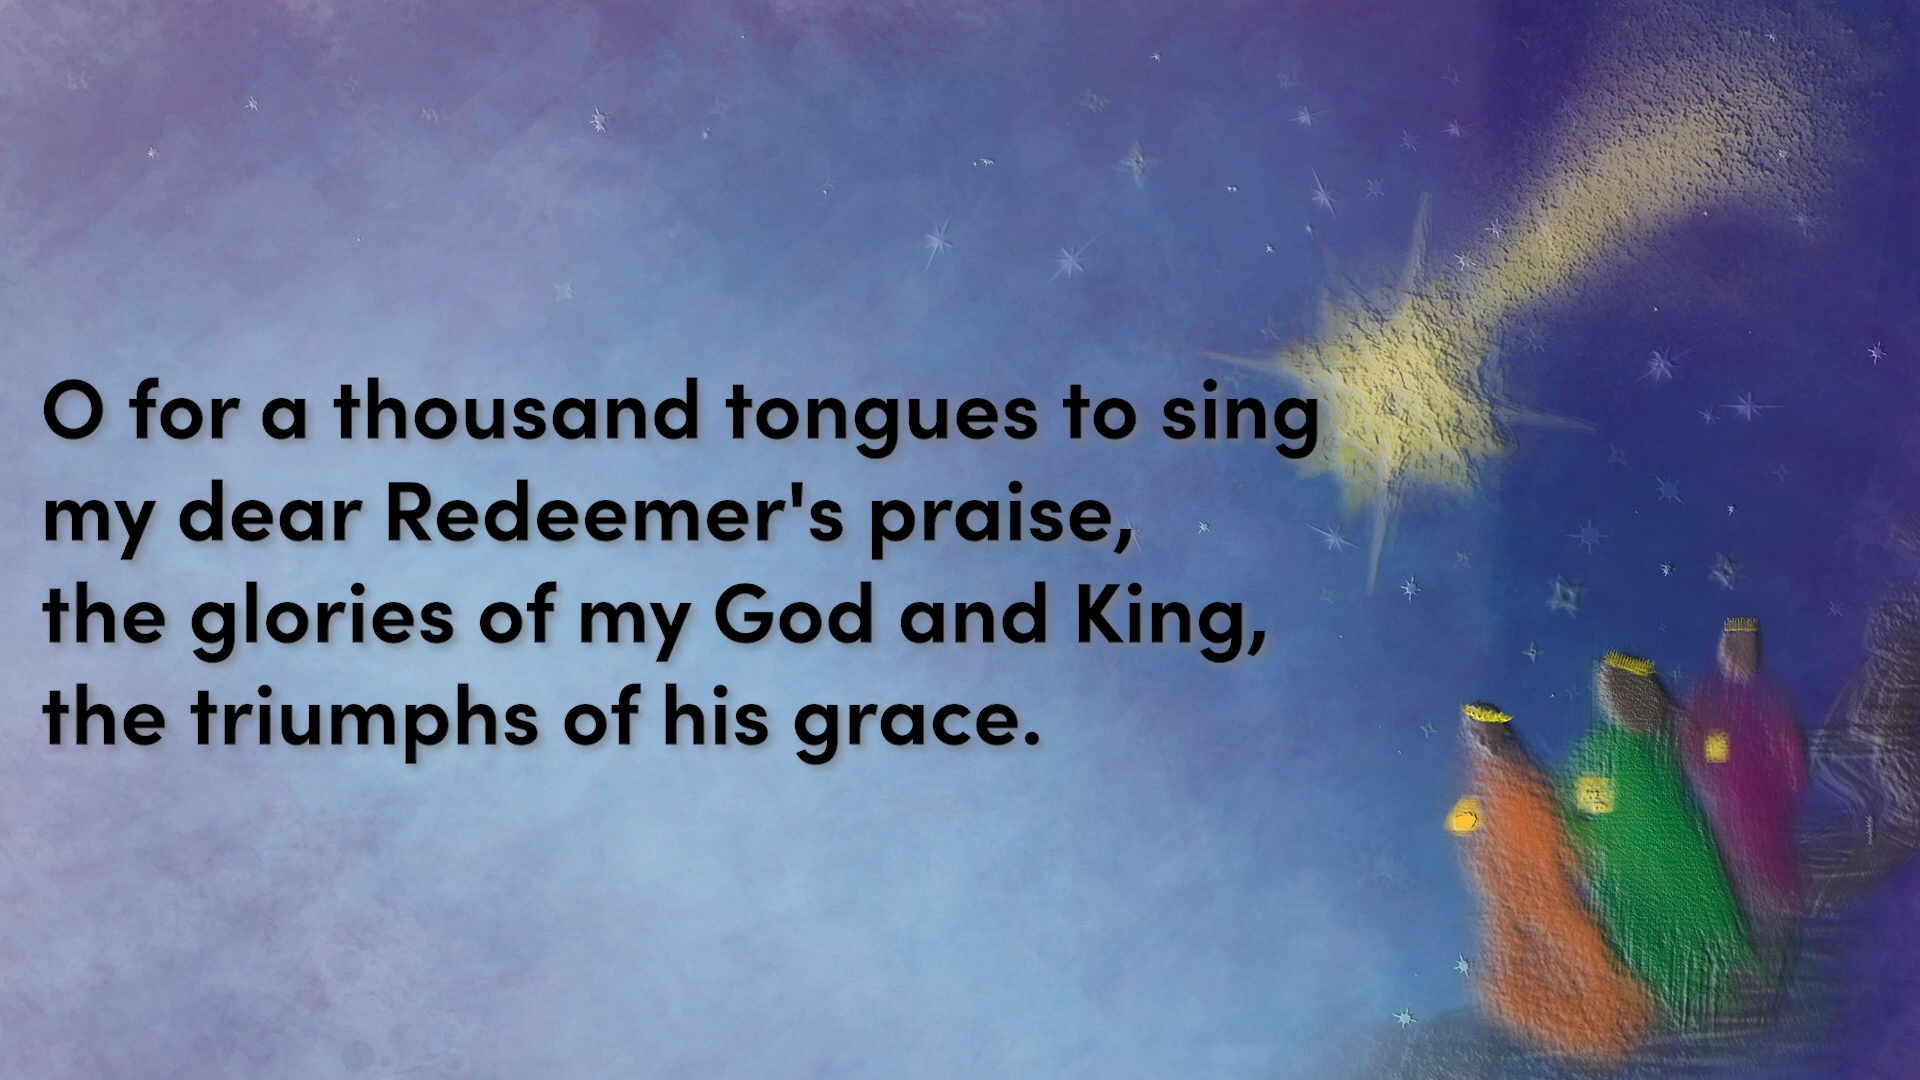 O for a thousand tongues to sing
my dear Redeemer's praise,
the glories of my God and King,
the triumphs of his grace.